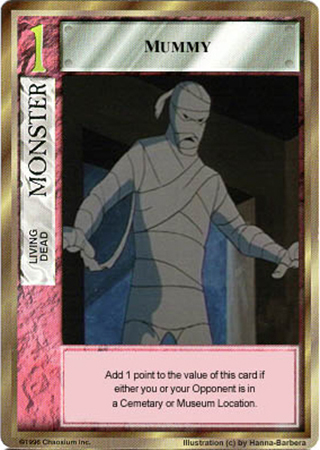 1
MUMMY
MONSTER
LIVING
DEAD
Add 1 point to the value of this card if
either you or your Opponent is in
a Cemetary or Museum Location.
©1996 Chaosium Inc.
Illustration (c) by Hanna-Barbera